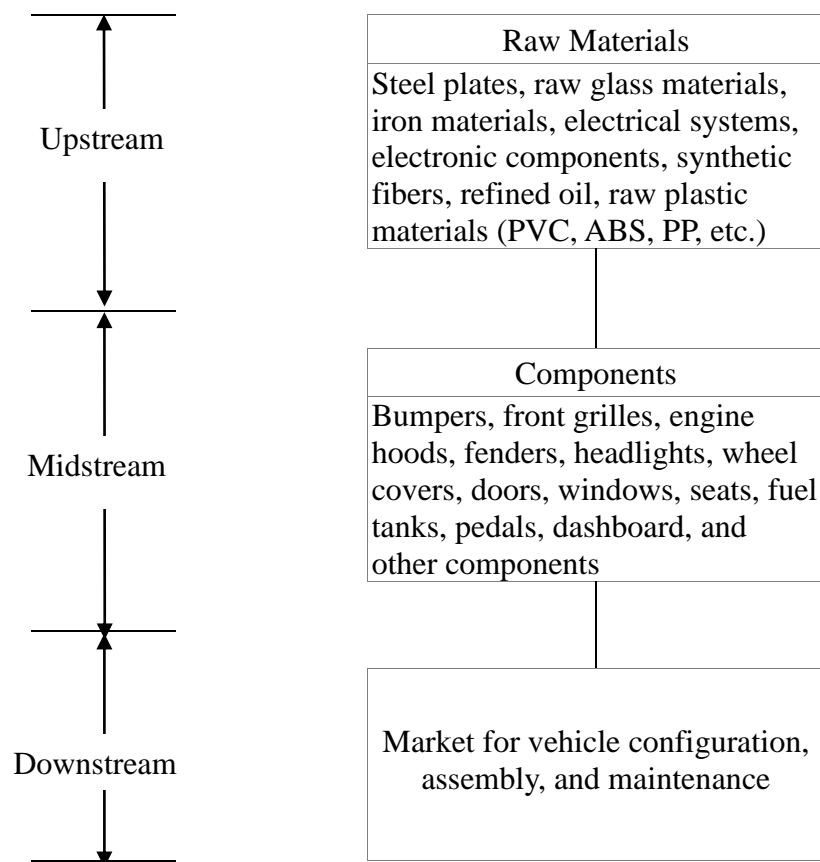 Upstream
Raw Materials
Steel plates, raw glass materials,
iron materials, electrical systems,
electronic components, synthetic
fibers, refined oil, raw plastic
materials (PVC, ABS, PP, etc.)
Midstream
Components
Bumpers, front grilles, engine
hoods, fenders, headlights, wheel
covers, doors, windows, seats, fuel
tanks, pedals, dashboard, and
other components
Downstream
Market for vehicle configuration,
assembly, and maintenance